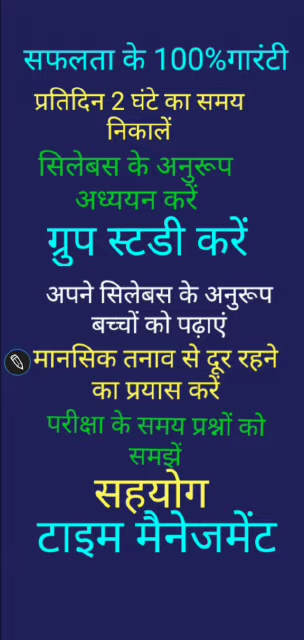 सफलता के 100%गारंटी
प्रतिदिन 2 घंटे का समय
निकालें
सिलेबस के अनुरूप
अध्ययन करें
ग्रुप स्टडी करें
अपने सिलेबस के अनुरूप
बच्चों को पढ़ाएं
मानसिक तनाव से दूर रहने
का प्रयास करें
परीक्षा के समय प्रश्नों को
समझें
सहयोग
टाइम मैनेजमेंट